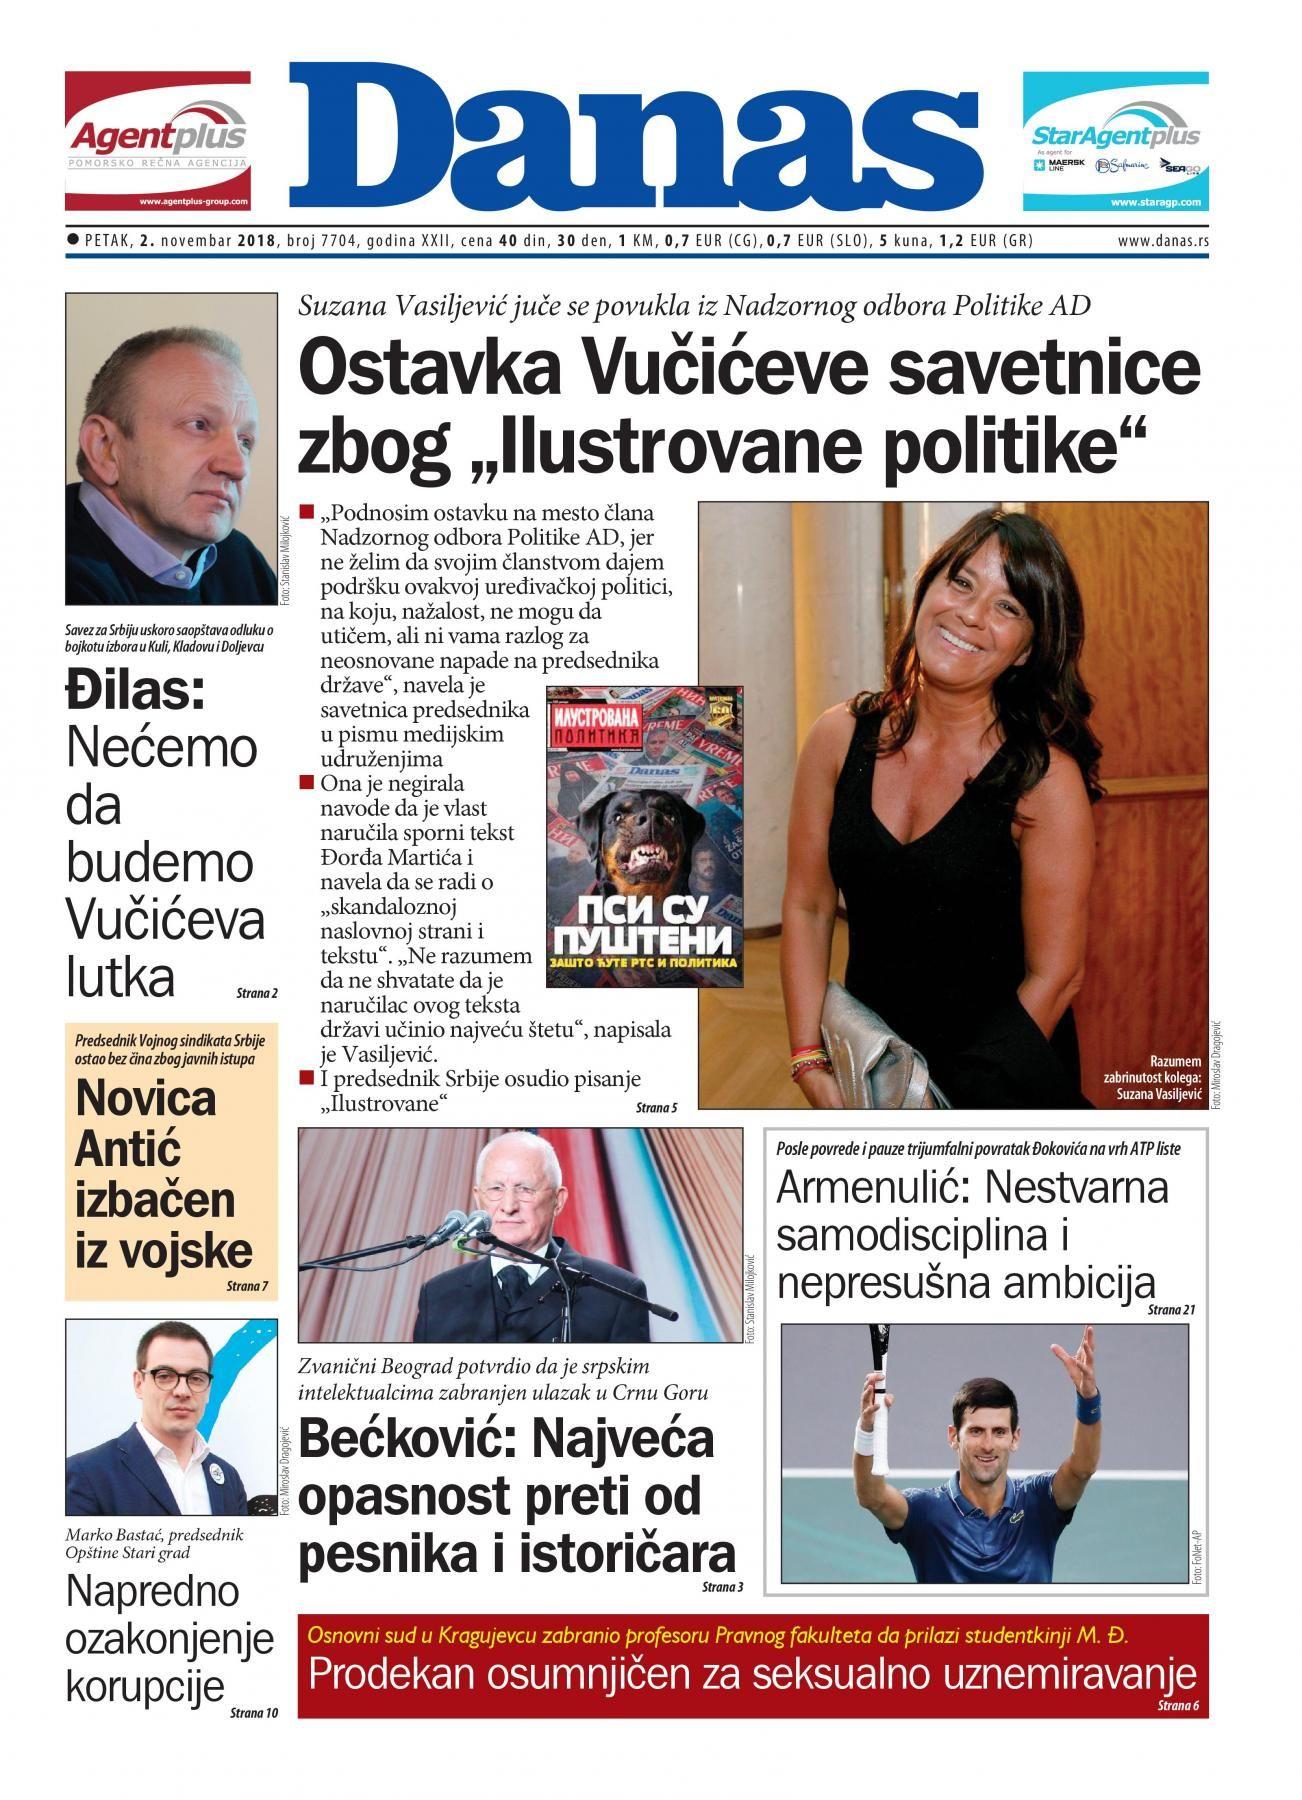 Agentplus
POMORSKO REČNA AGENCIJA
www.agentplus-group.com
Danas
StarAgentplus
As agent for
MAERSK
LINE
Safmarine
SEAGO
LINE
www.staragp.com
● PETAK, 2. novembar 2018, broj 7704, godina XXII, cena 40 din, 30 den, 1 KM, 0,7 EUR (CG), 0,7 EUR (SLO), 5 kuna, 1,2 EUR (GR)
www.danas.rs
Foto: Stanislav Milojković
Savez za Srbiju uskoro saopštava odluku o
bojkotu izbora u Kuli, Kladovu i Doljevcu
Đilas:
Nećemo
da
budemo
Vučićeva
lutka
Strana 2
Predsednik Vojnog sindikata Srbije
ostao bez čina zbog javnih istupa
Novica
Antić
izbačen
iz vojske
Strana 7
Foto: Miroslav Dragojević
Marko Bastać, predsednik
Opštine Stari grad
Napredno
ozakonjenje
korupcije
Strana 10
Suzana Vasiljević juče se povukla iz Nadzornog odbora Politike AD
Ostavka Vučićeve savetnice
zbog „Ilustrovane politike“
„Podnosim ostavku na mesto člana
Nadzornog odbora Politike AD, jer
ne želim da svojim članstvom dajem
podršku ovakvoj uređivačkoj politici,
na koju, nažalost, ne mogu da
utičem, ali ni vama razlog za
neosnovane napade na predsednika
države“, navela je
savetnica predsednika
u pismu medijskim
udruženjima
Ona je negirala
navode da je vlast
naručila sporni tekst
Đorđa Martića i
navela da se radi o
„skandaloznoj
naslovnoj strani i
tekstu“. „Ne razumem
da ne shvatate da je
naručilac ovog teksta
državi učinio najveću štetu“, napisala
je Vasiljević.
I predsednik Srbije osudio pisanje
„Ilustrovane“
Strana 5
ИЛУСТРОВАНА
ПОЛИТИКА
VREME
НИН
Danas
VREME
ПСИ СУ
ПУШТЕНИ
ЗАШТО ЋУТЕ РТС И ПОЛИТИКА
Razumem
zabrinutost kolega:
Suzana Vasiljević
Foto: Miroslav Dragojević
Foto: Stanislav Milojković
Zvanični Beograd potvrdio da je srpskim
intelektualcima zabranjen ulazak u Crnu Goru
Bećković: Najveća
opasnost preti od
pesnika i istoričara
Strana 3
Posle povrede i pauze trijumfalni povratak Đokovića na vrh ATP liste
Armenulić: Nestvarna
samodisciplina i
nepresušna ambicija
Strana 21
Foto: FoNet-AP
Osnovni sud u Kragujevcu zabranio profesoru Pravnog fakulteta da prilazi studentkinji M. Đ.
Prodekan osumnjičen za seksualno uznemiravanje
Strana 6